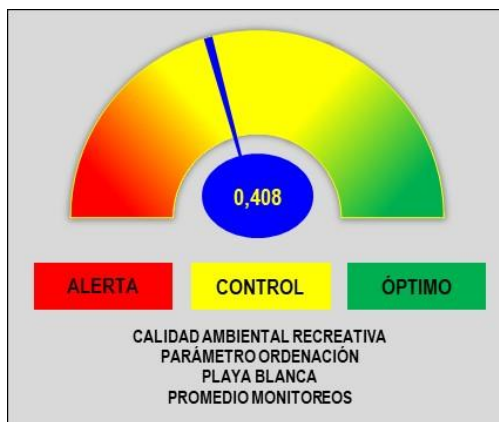 0,408
ALERTA CONTROL ÓPTIMO
CALIDAD AMBIENTAL RECREATIVA
PARÁMETRO ORDENACIÓN
PLAYA BLANCA
PROMEDIO MONITOREOS